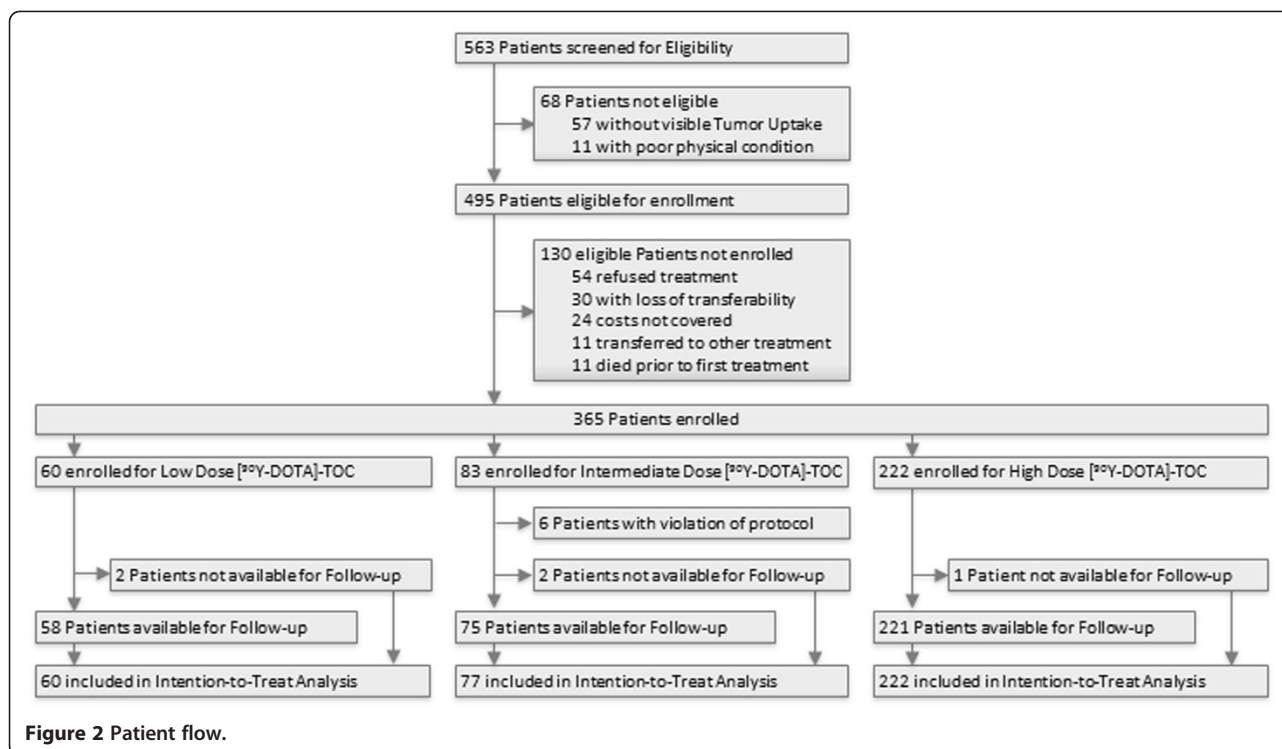 563 Patients screened for Eligibility
68 Patients not eligible
57 without visible Tumor Uptake
11 with poor physical condition
495 Patients eligible for enrollment
130 eligible Patients not enrolled
54 refused treatment
30 with loss of transferability
24 costs not covered
11 transferred to other treatment
11 died prior to first treatment
365 Patients enrolled
60 enrolled for Low Dose [⁹⁰Y-DOTA]-TOC
83 enrolled for Intermediate Dose [⁹⁰Y-DOTA]-TOC
222 enrolled for High Dose [⁹⁰Y-DOTA]-TOC
6 Patients with violation of protocol
2 Patients not available for Follow-up
2 Patients not available for Follow-up
1 Patient not available for Follow-up
58 Patients available for Follow-up
75 Patients available for Follow-up
221 Patients available for Follow-up
60 included in Intention-to-Treat Analysis
77 included in Intention-to-Treat Analysis
222 included in Intention-to-Treat Analysis
Figure 2 Patient flow.